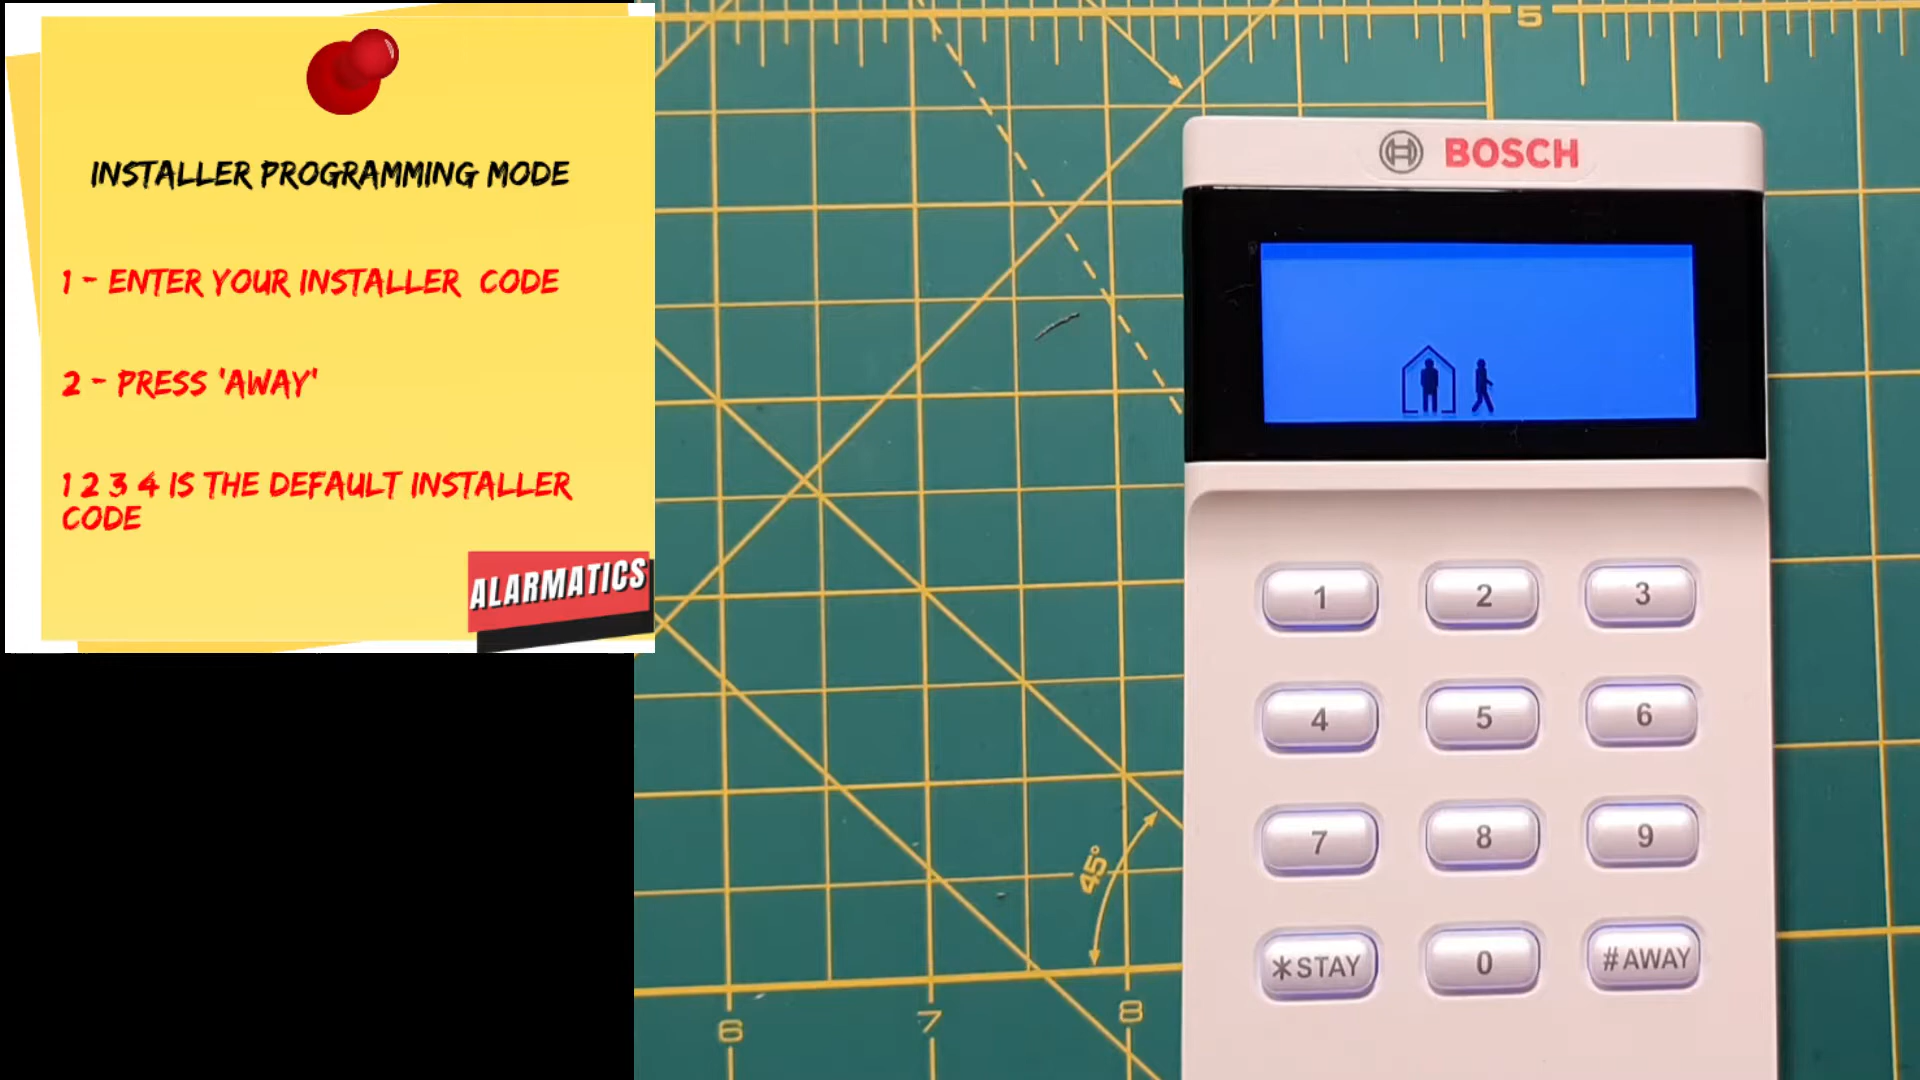 INSTALLER PROGRAMMING MODE
1 - ENTER YOUR INSTALLER CODE
2 - PRESS 'AWAY'
1 2 3 4 IS THE DEFAULT INSTALLER
CODE
ALARMATICS
5
BOSCH
1 2 3
4 5 6
7 8 9
*STAY 0 #AWAY
45°
6 7 8